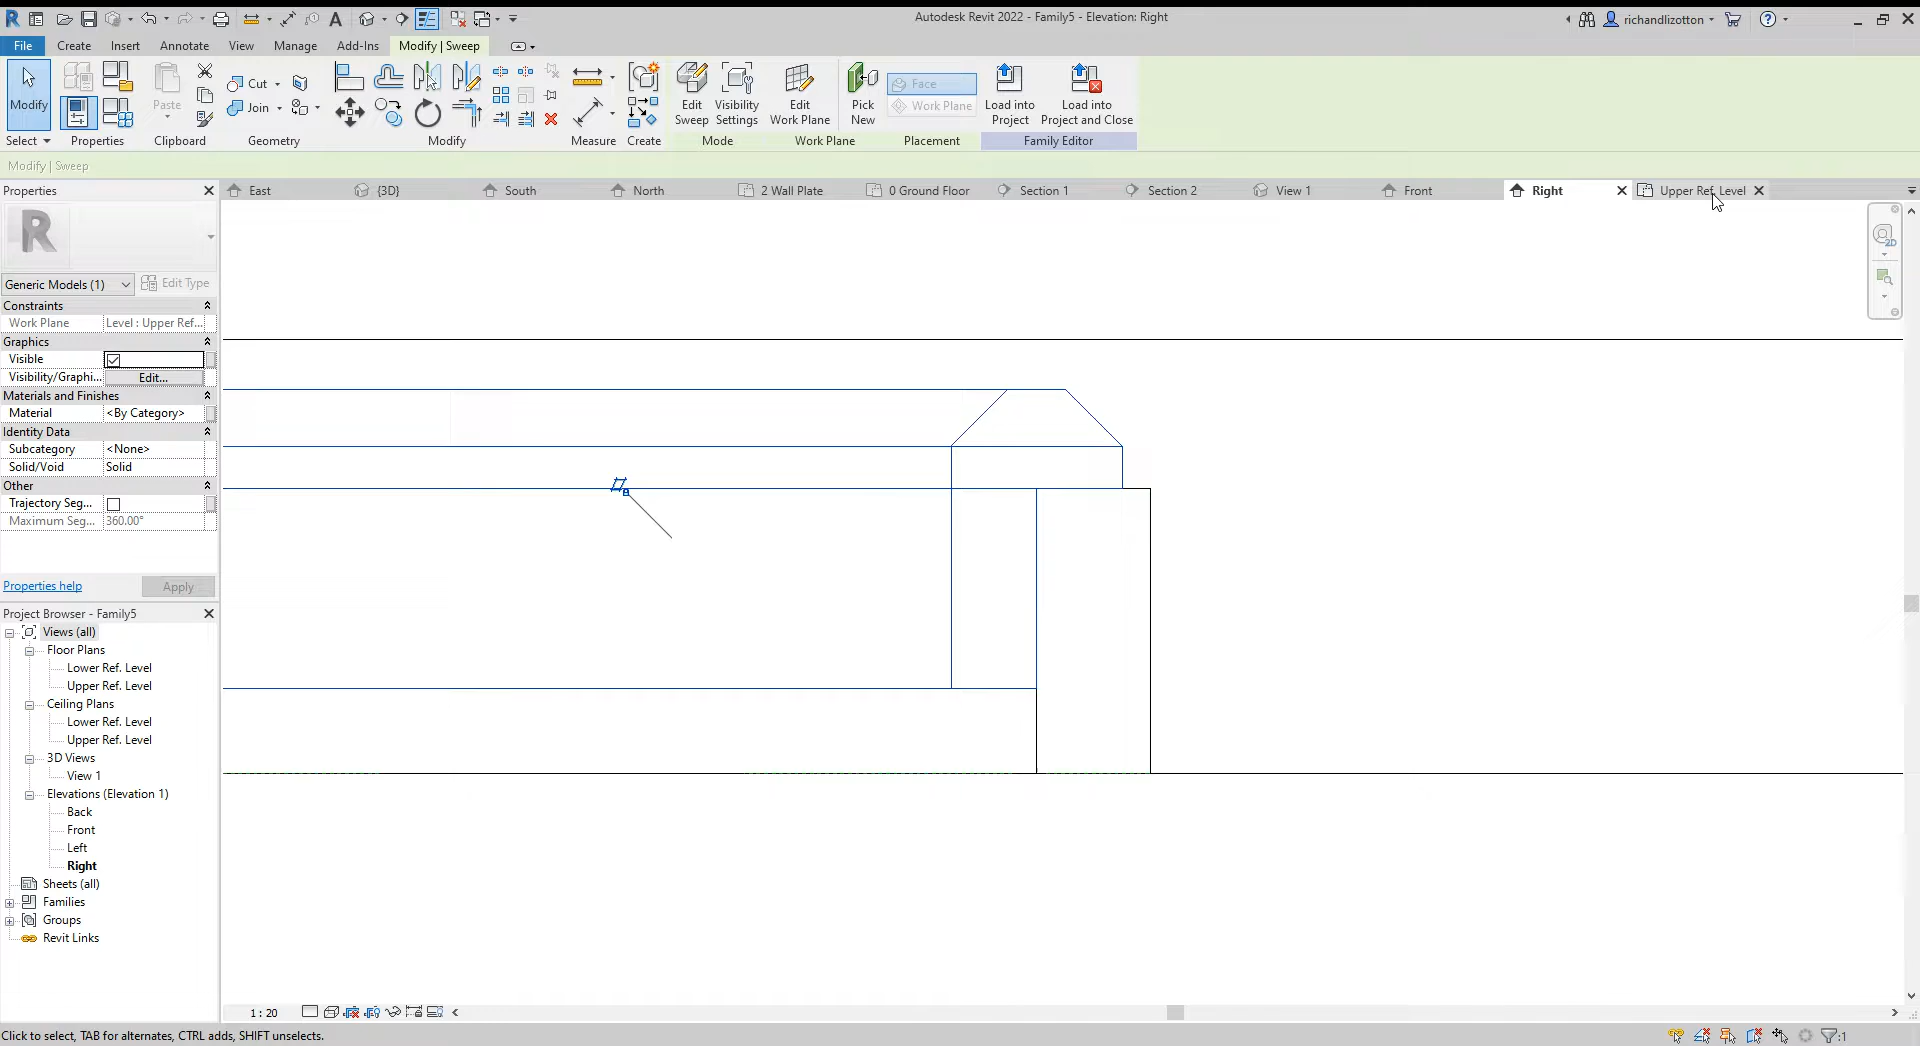 Autodesk Revit 2022 - Family5 - Elevation: Right
richandlizotton
File Create Insert Annotate View Manage Add-Ins Modify | Sweep
Modify
Paste
Cut
Join
Edit Sweep
Visibility Settings
Edit Work Plane
Pick New
Face
Work Plane
Load into Project
Load into Project and Close
Select Properties Clipboard Geometry Modify Measure Create Mode Work Plane Placement Family Editor
Modify | Sweep
Properties
East {3D} South North 2 Wall Plate 0 Ground Floor Section 1 Section 2 View 1 Front Right Upper Ref. Level
R
2D
Generic Models (1) Edit Type
Constraints
Work Plane Level : Upper Ref...
Graphics
Visible
Visibility/Graphi... Edit...
Materials and Finishes
Material <By Category>
Identity Data
Subcategory <None>
Solid/Void Solid
Other
Trajectory Seg...
Maximum Seg... 360.00°
Properties help Apply
Project Browser - Family5
Views (all)
Floor Plans
Lower Ref. Level
Upper Ref. Level
Ceiling Plans
Lower Ref. Level
Upper Ref. Level
3D Views
View 1
Elevations (Elevation 1)
Back
Front
Left
Right
Sheets (all)
Families
Groups
Revit Links
1 : 20
Click to select, TAB for alternates, CTRL adds, SHIFT unselects.
:1